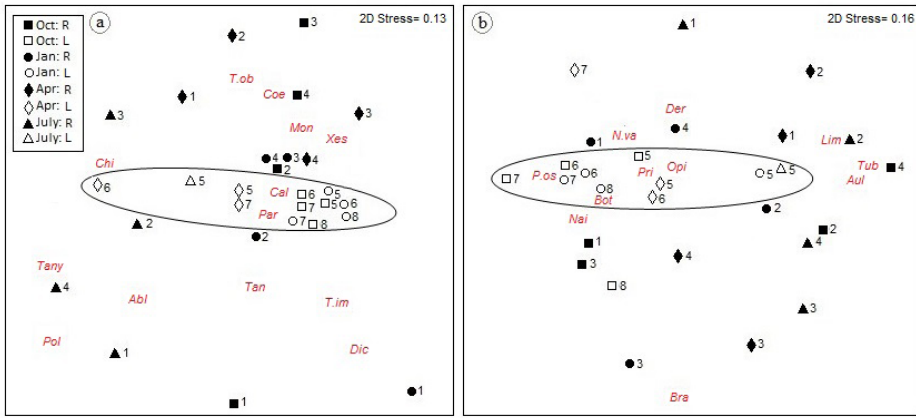 a
2D Stress= 0.13
Oct: R
Oct: L
Jan: R
Jan: L
Apr: R
Apr: L
July: R
July: L
3
2
T.ob
Coe
4
1
3
3
Mon
Xes
4
3
4
2
Chi
6
5
5
Cal
6
5
7
7
5
6
Par
7
8
8
2
2
Tany
4
Abl
Tan
T.im
Pol
1
Dic
1
1
b
2D Stress= 0.16
1
7
2
Der
4
N.va
1
1
Lim
2
5
6
P.os
6
Opi
5
5
Tub
4
7
7
Pri
5
Aul
8
Bot
6
2
Nai
2
1
4
3
4
8
3
3
3
Bra